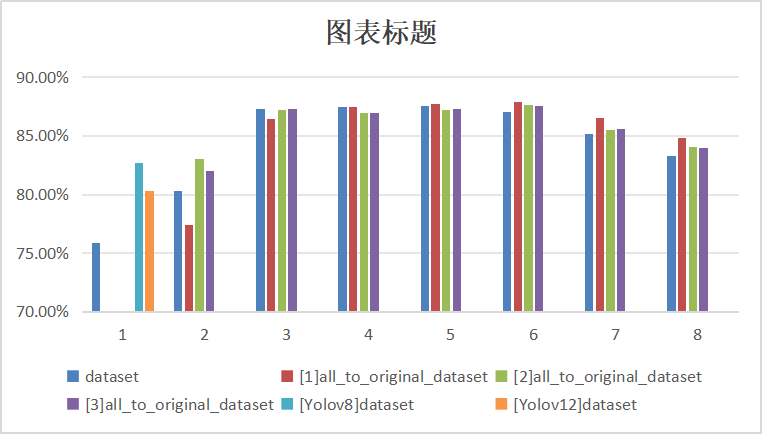 图表标题
90.00%
85.00%
80.00%
75.00%
70.00%
1 2 3 4 5 6 7 8
dataset [1]all_to_original_dataset [2]all_to_original_dataset
[3]all_to_original_dataset [Yolov8]dataset [Yolov12]dataset